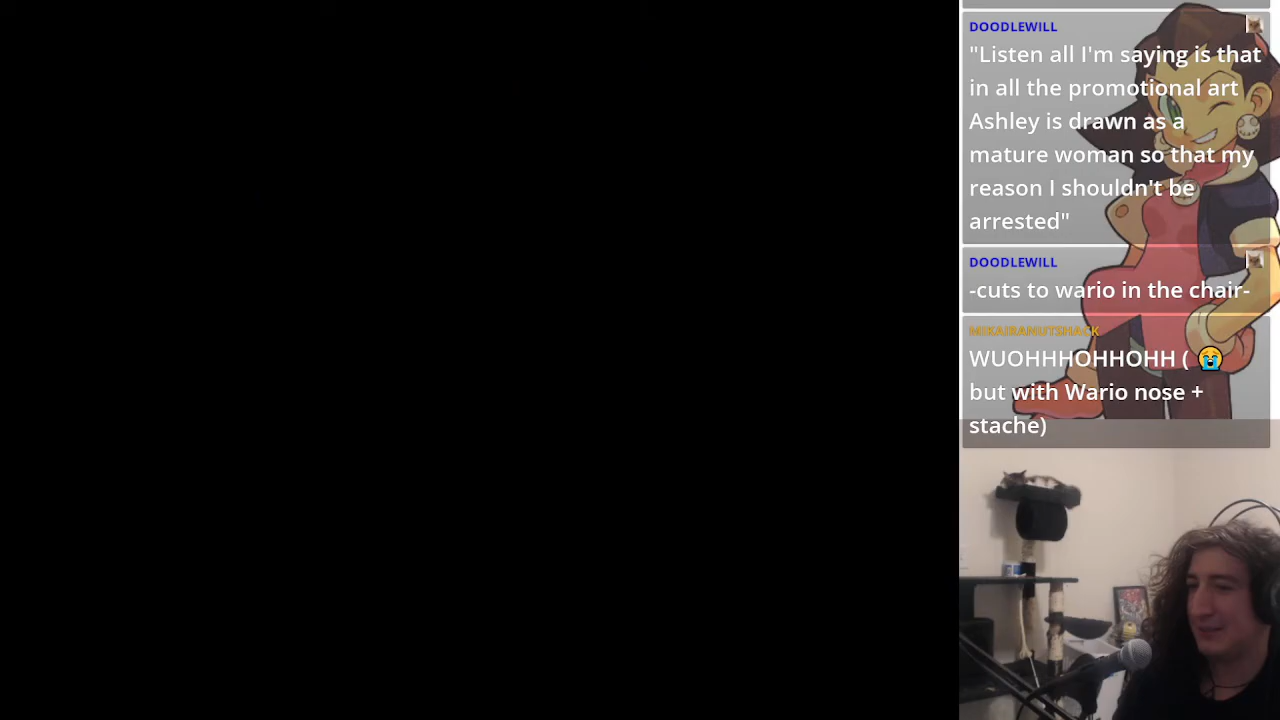 DOODLEWILL
"Listen all I'm saying is that
in all the promotional art
Ashley is drawn as a
mature woman so that my
reason I shouldn't be
arrested"
DOODLEWILL
-cuts to wario in the chair-
MIKAIRANUTSHACK
WUOHHHOHHOHH ( 😭
but with Wario nose +
stache)